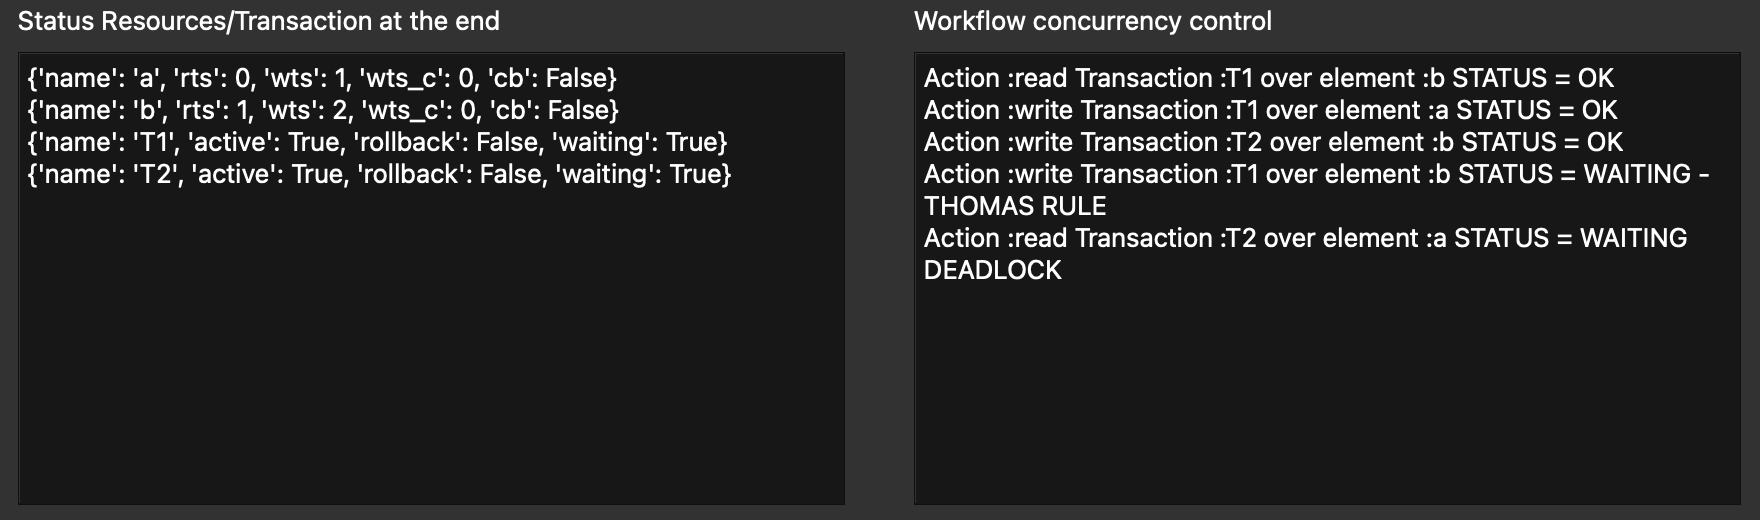 Status Resources/Transaction at the end
{'name': 'a', 'rts': 0, 'wts': 1, 'wts_c': 0, 'cb': False}
{'name': 'b', 'rts': 1, 'wts': 2, 'wts_c': 0, 'cb': False}
{'name': 'T1', 'active': True, 'rollback': False, 'waiting': True}
{'name': 'T2', 'active': True, 'rollback': False, 'waiting': True}
Workflow concurrency control
Action :read Transaction :T1 over element :b STATUS = OK
Action :write Transaction :T1 over element :a STATUS = OK
Action :write Transaction :T2 over element :b STATUS = OK
Action :write Transaction :T1 over element :b STATUS = WAITING -
THOMAS RULE
Action :read Transaction :T2 over element :a STATUS = WAITING
DEADLOCK